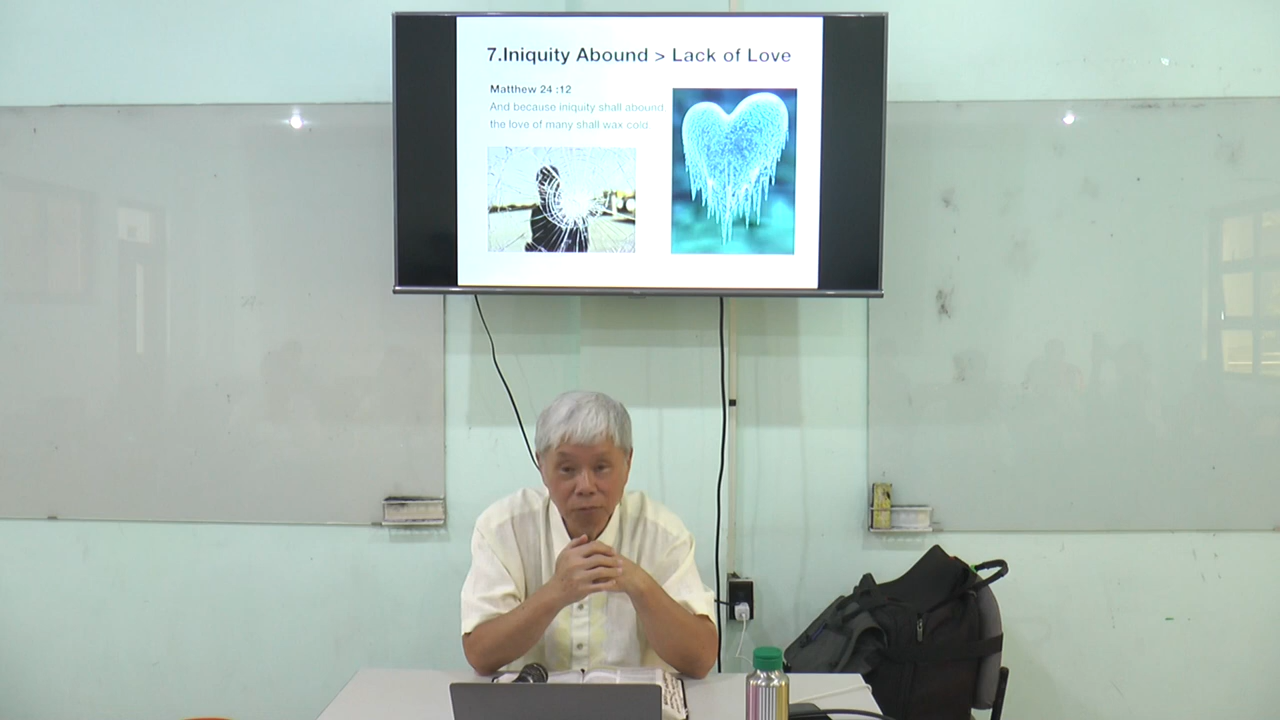 7.Iniquity Abound > Lack of Love
Matthew 24 :12
And because iniquity shall abound,
the love of many shall wax cold.